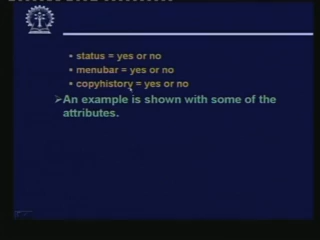 • status = yes or no
• menubar = yes or no
• copyhistory = yes or no
➢An example is shown with some of the
attributes.